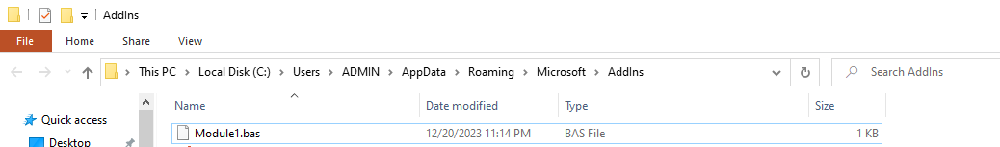 AddIns
File Home Share View
This PC Local Disk (C:) Users ADMIN AppData Roaming Microsoft AddIns Search AddIns
Name Date modified Type Size
Quick access
Module1.bas 12/20/2023 11:14 PM BAS File 1 KB
Desktop